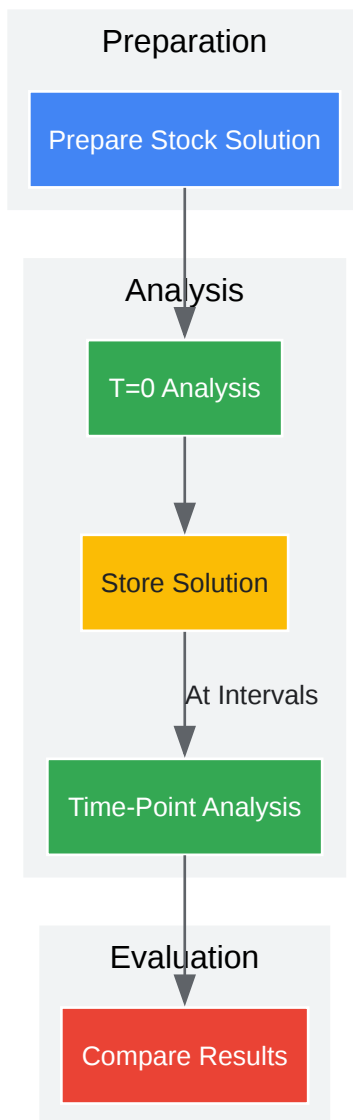 Preparation
Prepare Stock Solution
Analysis
T=0 Analysis
Store Solution
At Intervals
Time-Point Analysis
Evaluation
Compare Results